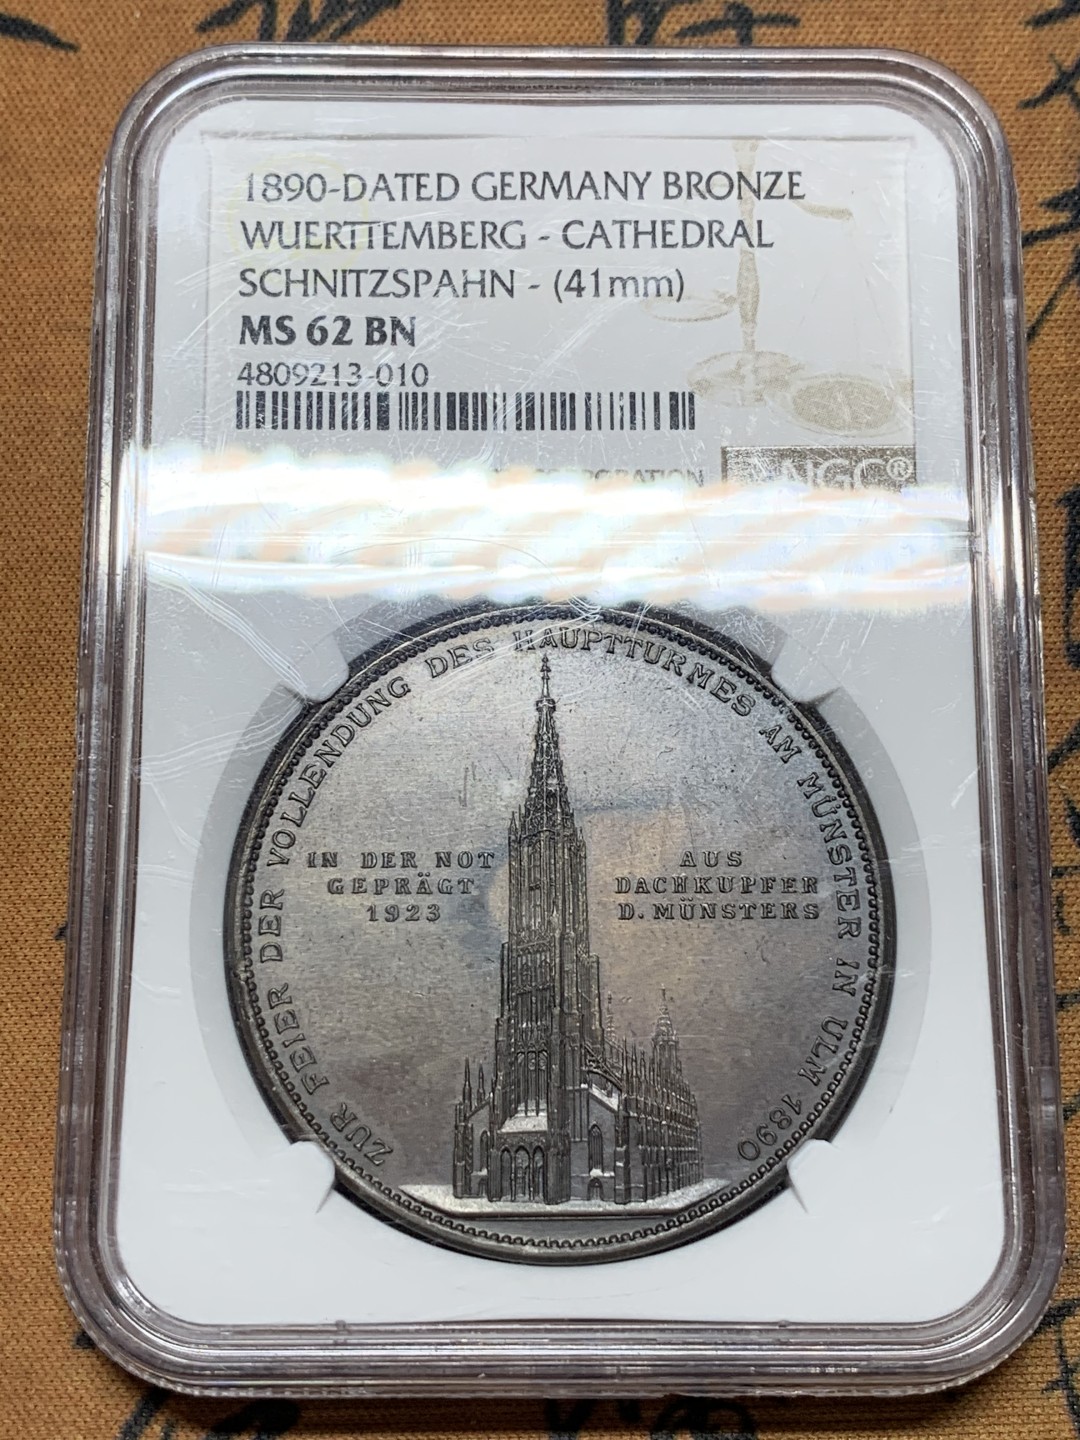 1890-DATED GERMANY BRONZE
WUERTTEMBERG - CATHEDRAL
SCHNITZSPAHN - (41mm)
MS 62 BN
4809213-010
CORPORATION
NGC®
ZUR FEIER DER VOLLENDUNG DES HAUPTTURMES AM MÜNSTER IN ULM 1890
IN DER NOT
GEPRÄGT
1923
AUS
DACHKUPFER
D. MÜNSTERS